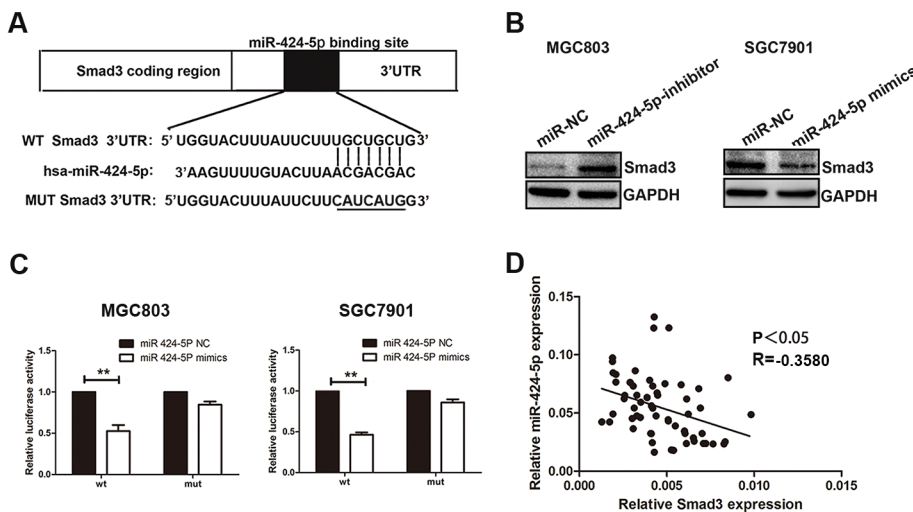 A
miR-424-5p binding site
Smad3 coding region
3'UTR
WT Smad3 3'UTR: 5'UGGUACUUUAUUCUUUGCUGCUG3'
hsa-miR-424-5p: 3'AAGUUUUGUACUUAACGACGAC
MUT Smad3 3'UTR: 5'UGGUACUUUAUUCUUCAUCAUGG3'
B
MGC803
SGC7901
miR-NC
miR-424-5p-inhibitor
miR-NC
miR-424-5p mimics
Smad3
Smad3
GAPDH
GAPDH
C
MGC803
miR 424-5P NC
miR 424-5P mimics
Relative luciferase activity
1.5
1.0
0.5
0.0
**
wt
mut
SGC7901
miR 424-5P NC
miR 424-5P mimics
Relative luciferase activity
1.5
1.0
0.5
0.0
**
wt
mut
D
Relative miR-424-5p expression
0.15
0.10
0.05
0.00
P<0.05
R=-0.3580
0.000
0.005
0.010
0.015
Relative Smad3 expression